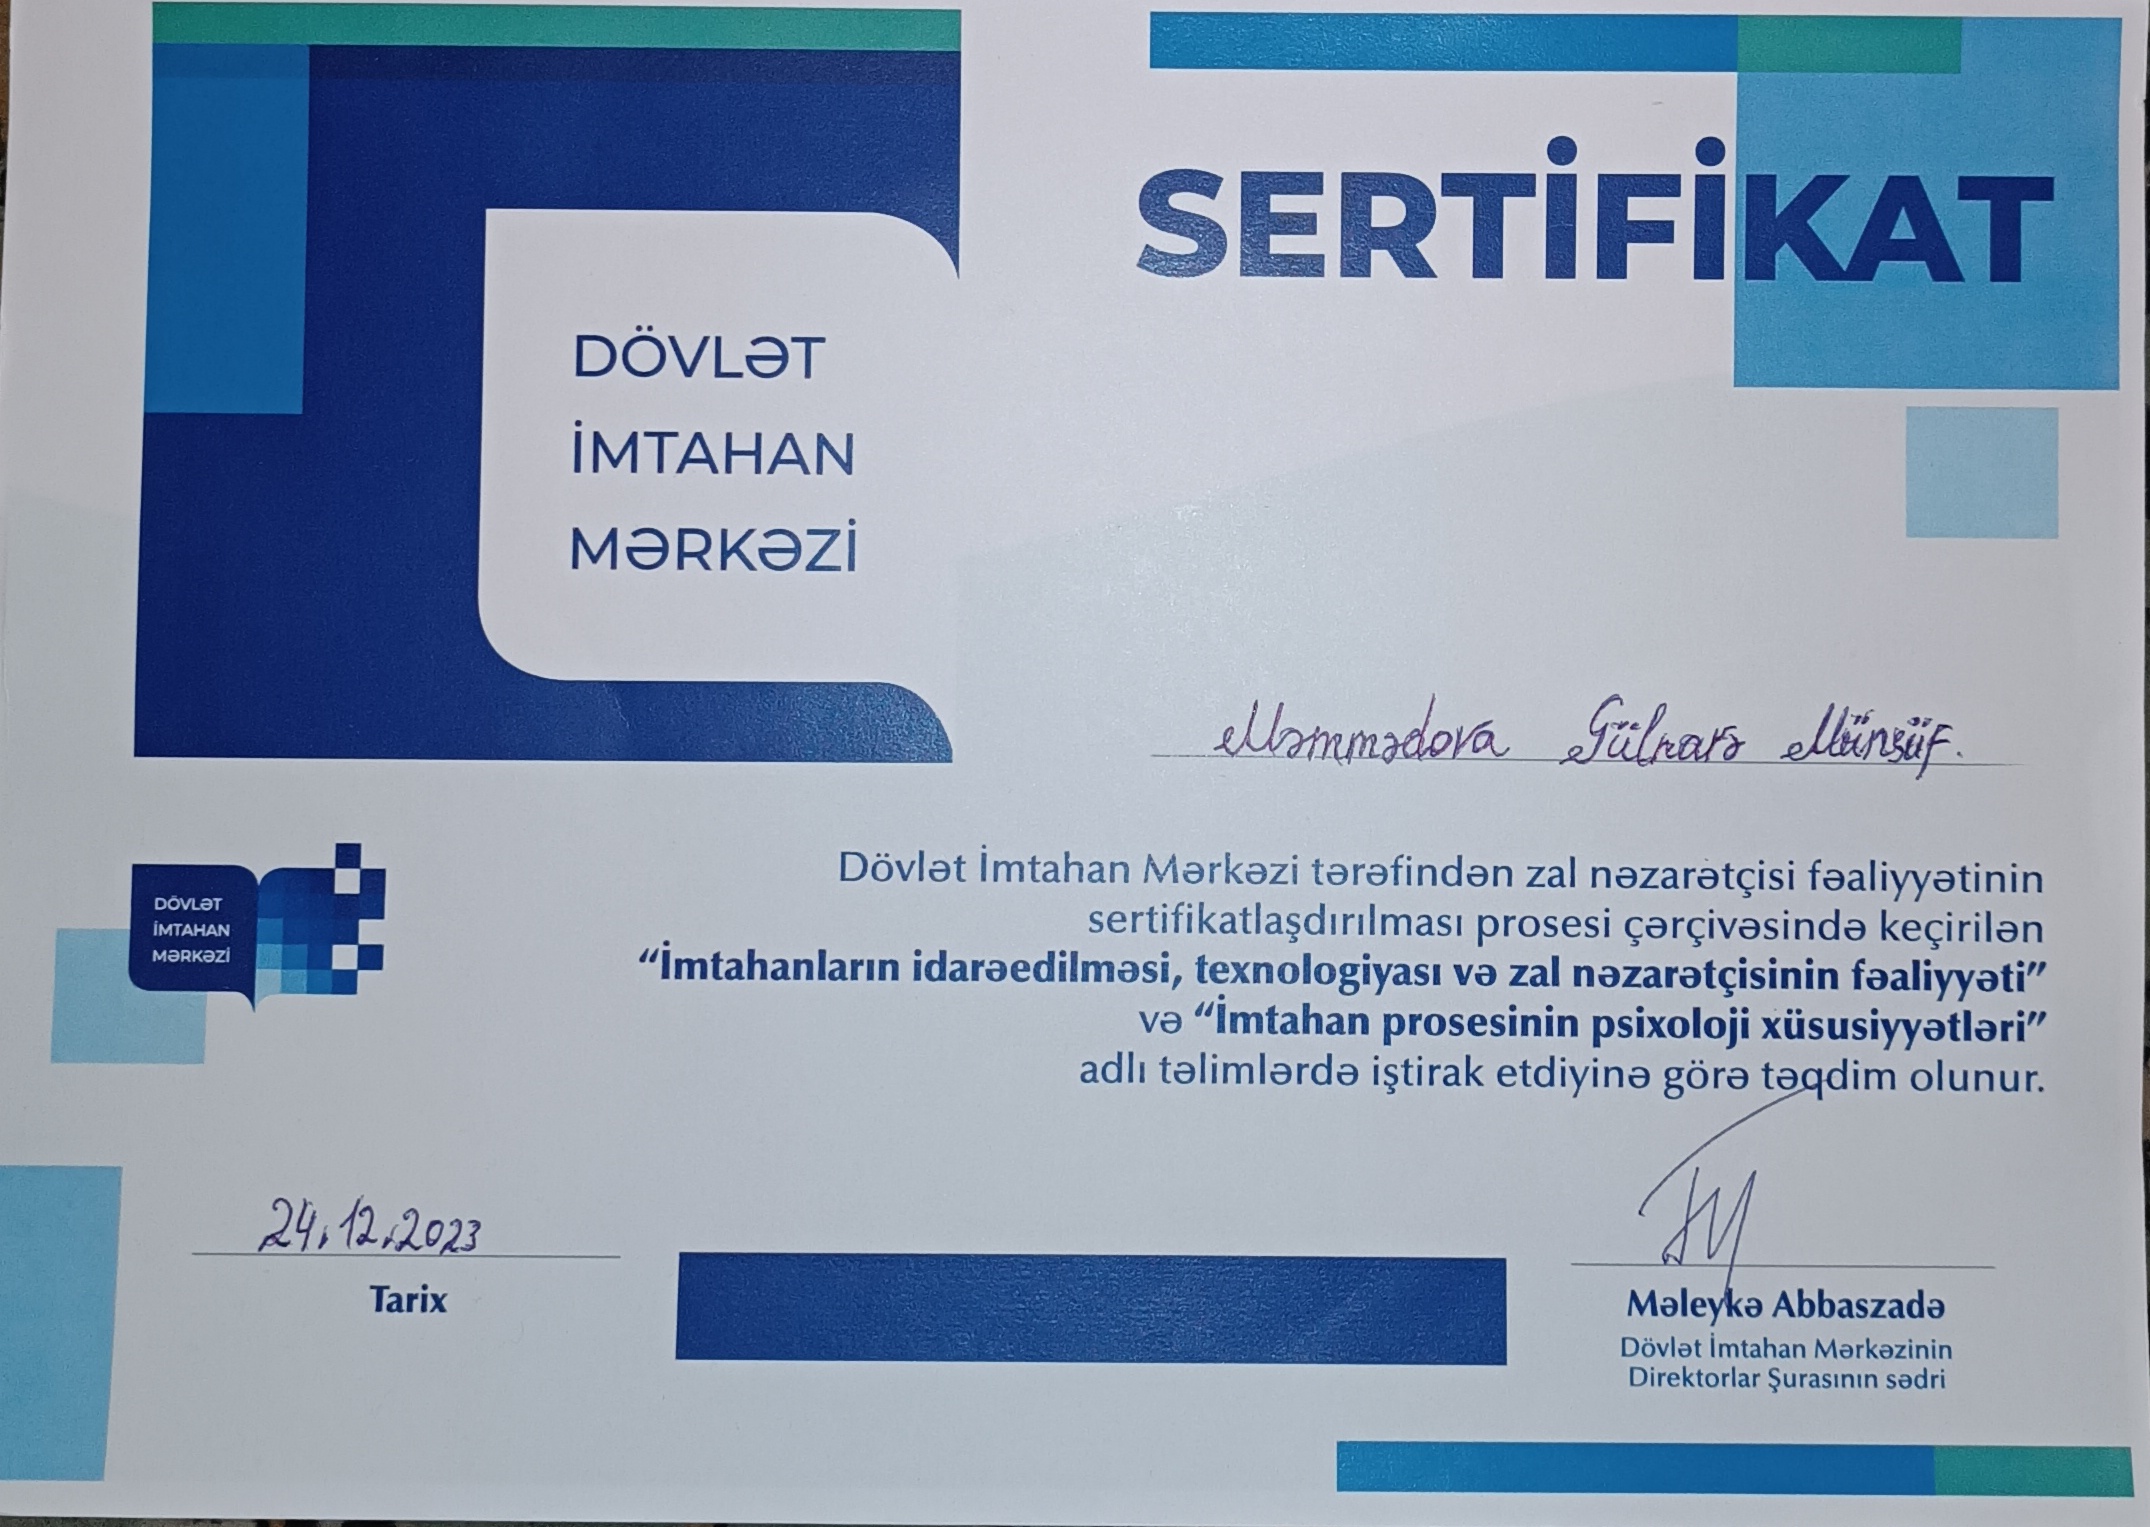 SERTİFİKAT
DÖVLƏT
İMTAHAN
MƏRKƏZİ
Məmmədova Gülnarə Münsüf.
Dövlət İmtahan Mərkəzi tərəfindən zal nəzarətçisi fəaliyyətinin
sertifikatlaşdırılması prosesi çərçivəsində keçirilən
“İmtahanların idarəedilməsi, texnologiyası və zal nəzarətçisinin fəaliyyəti”
və “İmtahan prosesinin psixoloji xüsusiyyətləri”
adlı təlimlərdə iştirak etdiyinə görə təqdim olunur.
DÖVLƏT
İMTAHAN
MƏRKƏZİ
24.12.2023
Tarix
Məleykə Abbaszadə
Dövlət İmtahan Mərkəzinin
Direktorlar Şurasının sədri